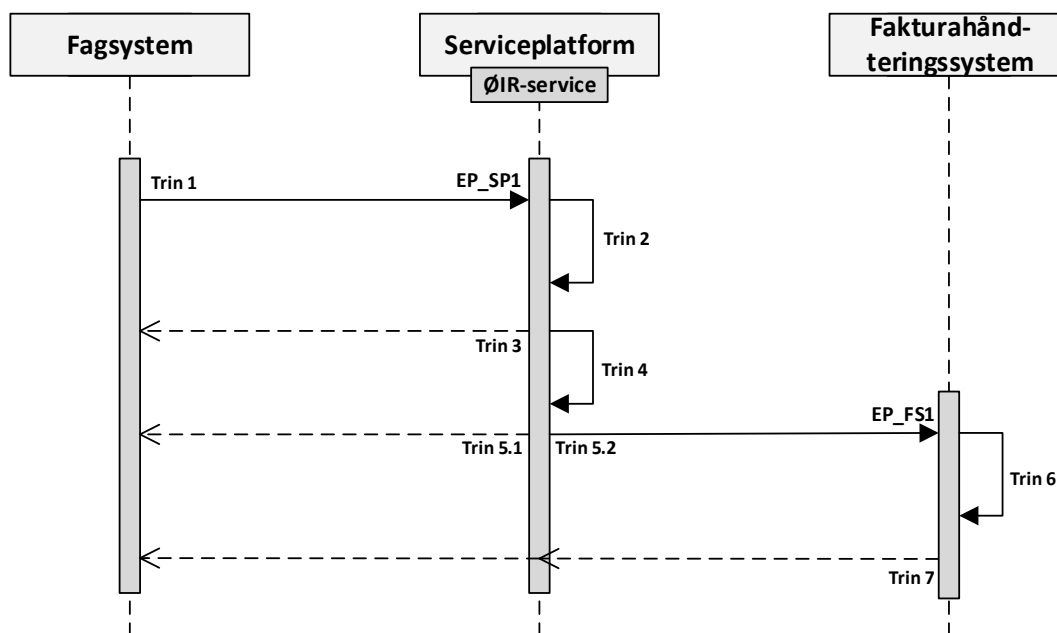 Fagsystem
Serviceplatform
Fakturahånd-
teringssystem
ØIR-service
Trin 1
EP_SP1
Trin 2
Trin 3
Trin 4
EP_FS1
Trin 5.1
Trin 5.2
Trin 6
Trin 7